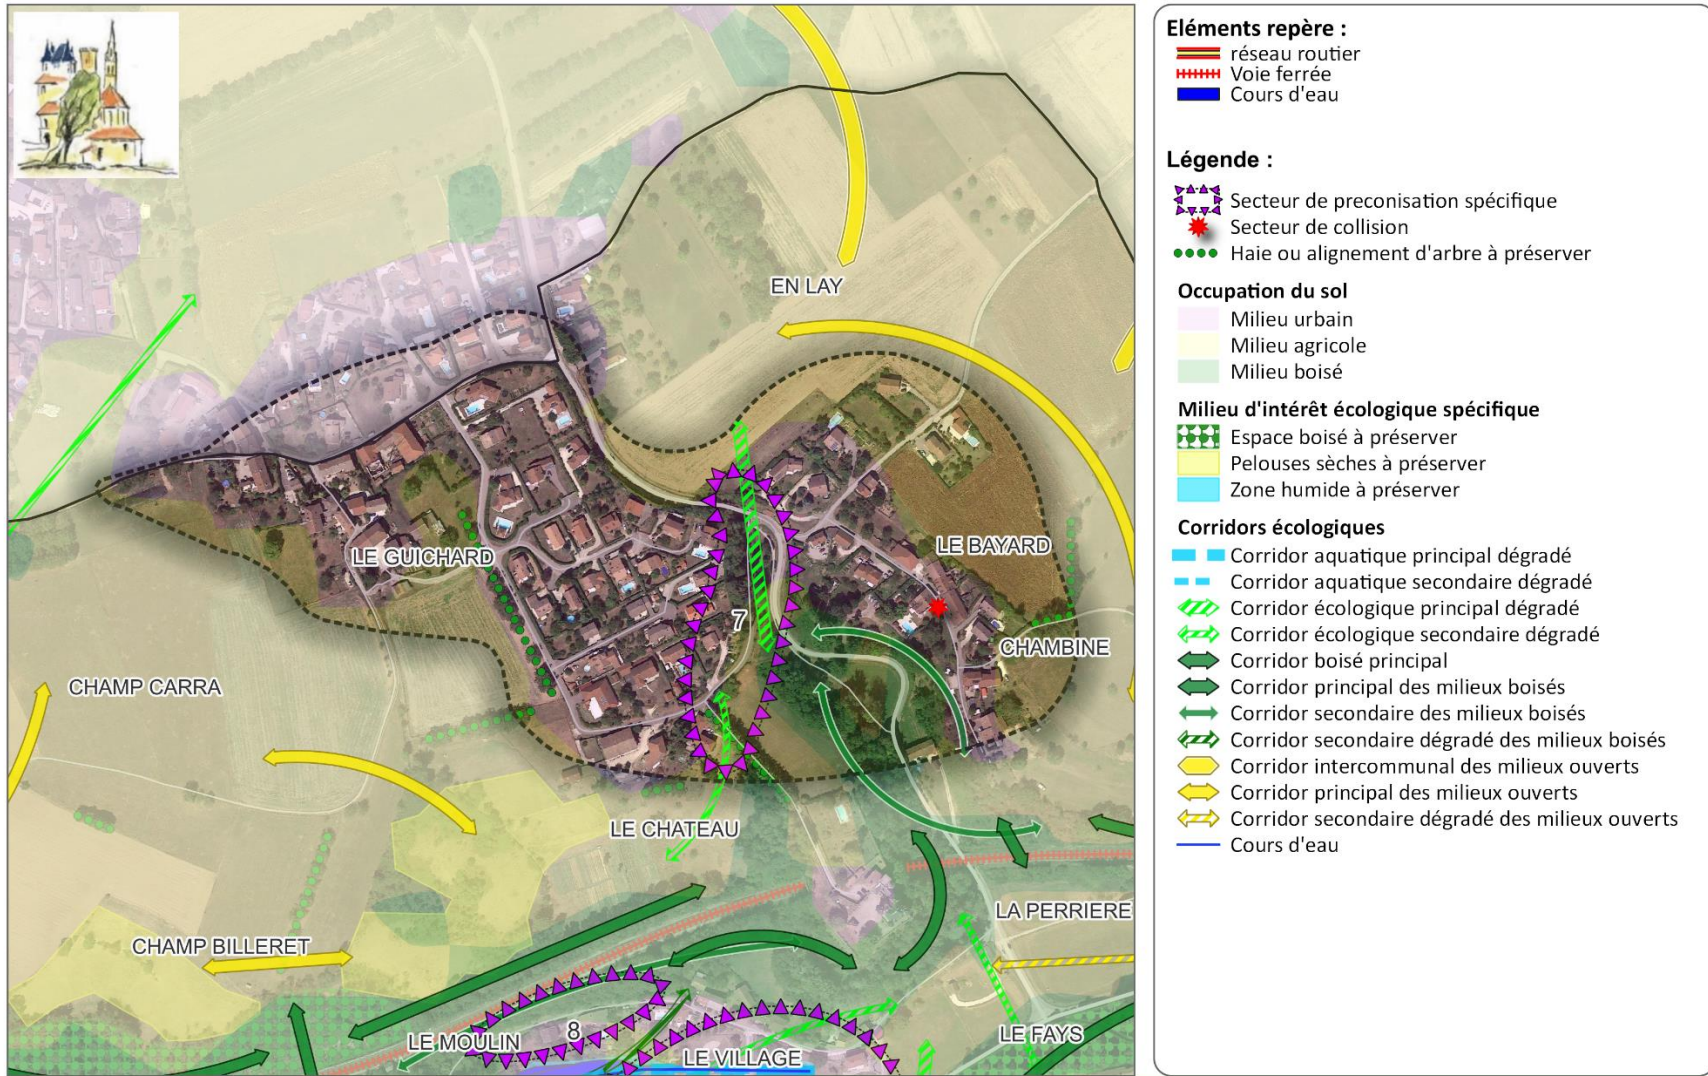 EN LAY
LE GUICHARD
LE BAYARD
7
CHAMBINE
CHAMP CARRA
LE CHATEAU
LA PERRIERE
CHAMP BILLERET
LE MOULIN
8
LE VILLAGE
LE FAYS
Eléments repère :
réseau routier
Voie ferrée
Cours d'eau
Légende :
Secteur de preconisation spécifique
Secteur de collision
Haie ou alignement d'arbre à préserver
Occupation du sol
Milieu urbain
Milieu agricole
Milieu boisé
Milieu d'intérêt écologique spécifique
Espace boisé à préserver
Pelouses sèches à préserver
Zone humide à préserver
Corridors écologiques
Corridor aquatique principal dégradé
Corridor aquatique secondaire dégradé
Corridor écologique principal dégradé
Corridor écologique secondaire dégradé
Corridor boisé principal
Corridor principal des milieux boisés
Corridor secondaire des milieux boisés
Corridor secondaire dégradé des milieux boisés
Corridor intercommunal des milieux ouverts
Corridor principal des milieux ouverts
Corridor secondaire dégradé des milieux ouverts
Cours d'eau